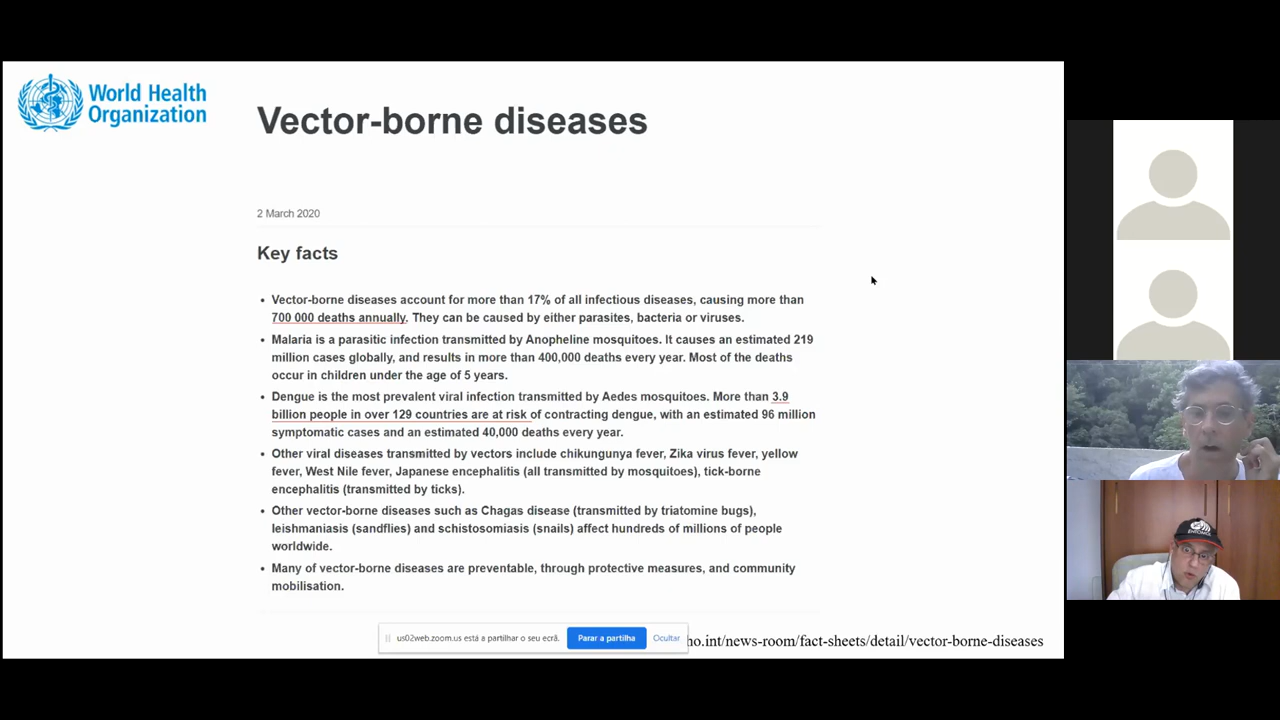 World Health
Organization
Vector-borne diseases
2 March 2020
Key facts
• Vector-borne diseases account for more than 17% of all infectious diseases, causing more than
700 000 deaths annually. They can be caused by either parasites, bacteria or viruses.
• Malaria is a parasitic infection transmitted by Anopheline mosquitoes. It causes an estimated 219
million cases globally, and results in more than 400,000 deaths every year. Most of the deaths
occur in children under the age of 5 years.
• Dengue is the most prevalent viral infection transmitted by Aedes mosquitoes. More than 3.9
billion people in over 129 countries are at risk of contracting dengue, with an estimated 96 million
symptomatic cases and an estimated 40,000 deaths every year.
• Other viral diseases transmitted by vectors include chikungunya fever, Zika virus fever, yellow
fever, West Nile fever, Japanese encephalitis (all transmitted by mosquitoes), tick-borne
encephalitis (transmitted by ticks).
• Other vector-borne diseases such as Chagas disease (transmitted by triatomine bugs),
leishmaniasis (sandflies) and schistosomiasis (snails) affect hundreds of millions of people
worldwide.
• Many of vector-borne diseases are preventable, through protective measures, and community
mobilisation.
us02web.zoom.us está a partilhar o seu ecrã. Parar a partilha Ocultar
ho.int/news-room/fact-sheets/detail/vector-borne-diseases